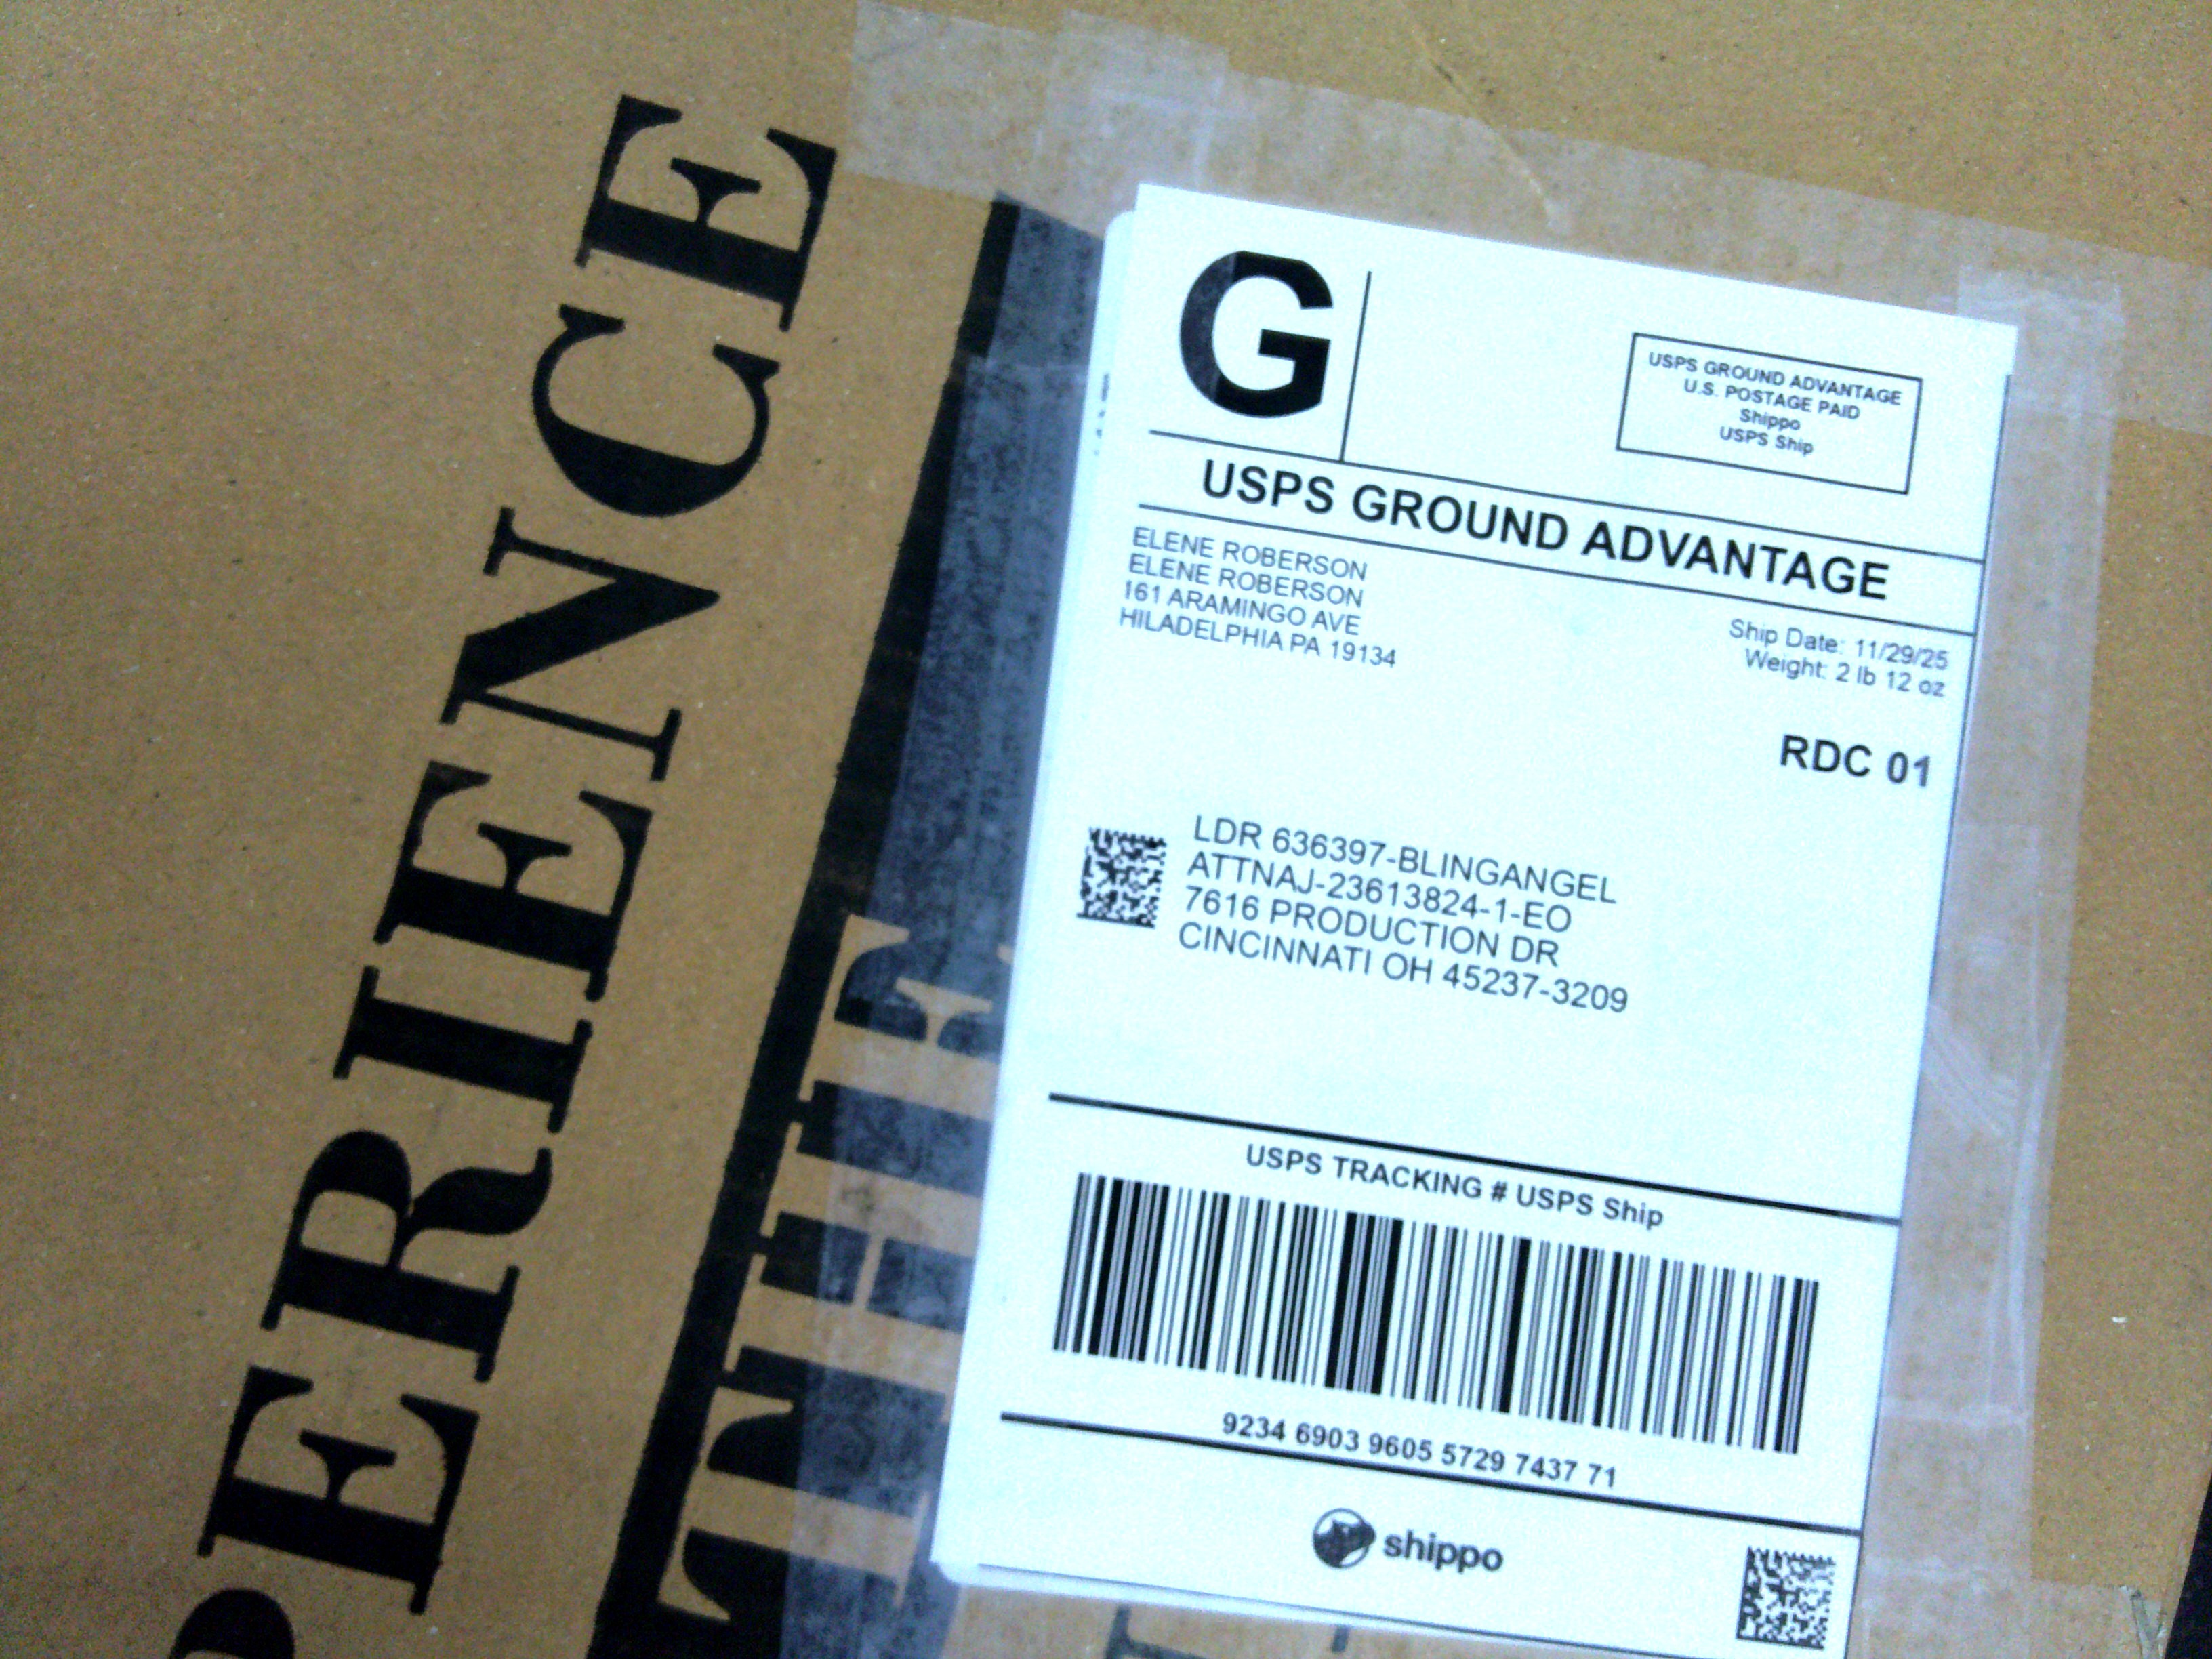 ERIENCE
THE
G
USPS GROUND ADVANTAGE
U.S. POSTAGE PAID
Shippo
USPS Ship
USPS GROUND ADVANTAGE
ELENE ROBERSON
ELENE ROBERSON
161 ARAMINGO AVE
HILADELPHIA PA 19134
Ship Date: 11/29/25
Weight: 2 lb 12 oz
RDC 01
LDR 636397-BLINGANGEL
ATTNAJ-23613824-1-EO
7616 PRODUCTION DR
CINCINNATI OH 45237-3209
USPS TRACKING # USPS Ship
9234 6903 9605 5729 7437 71
shippo